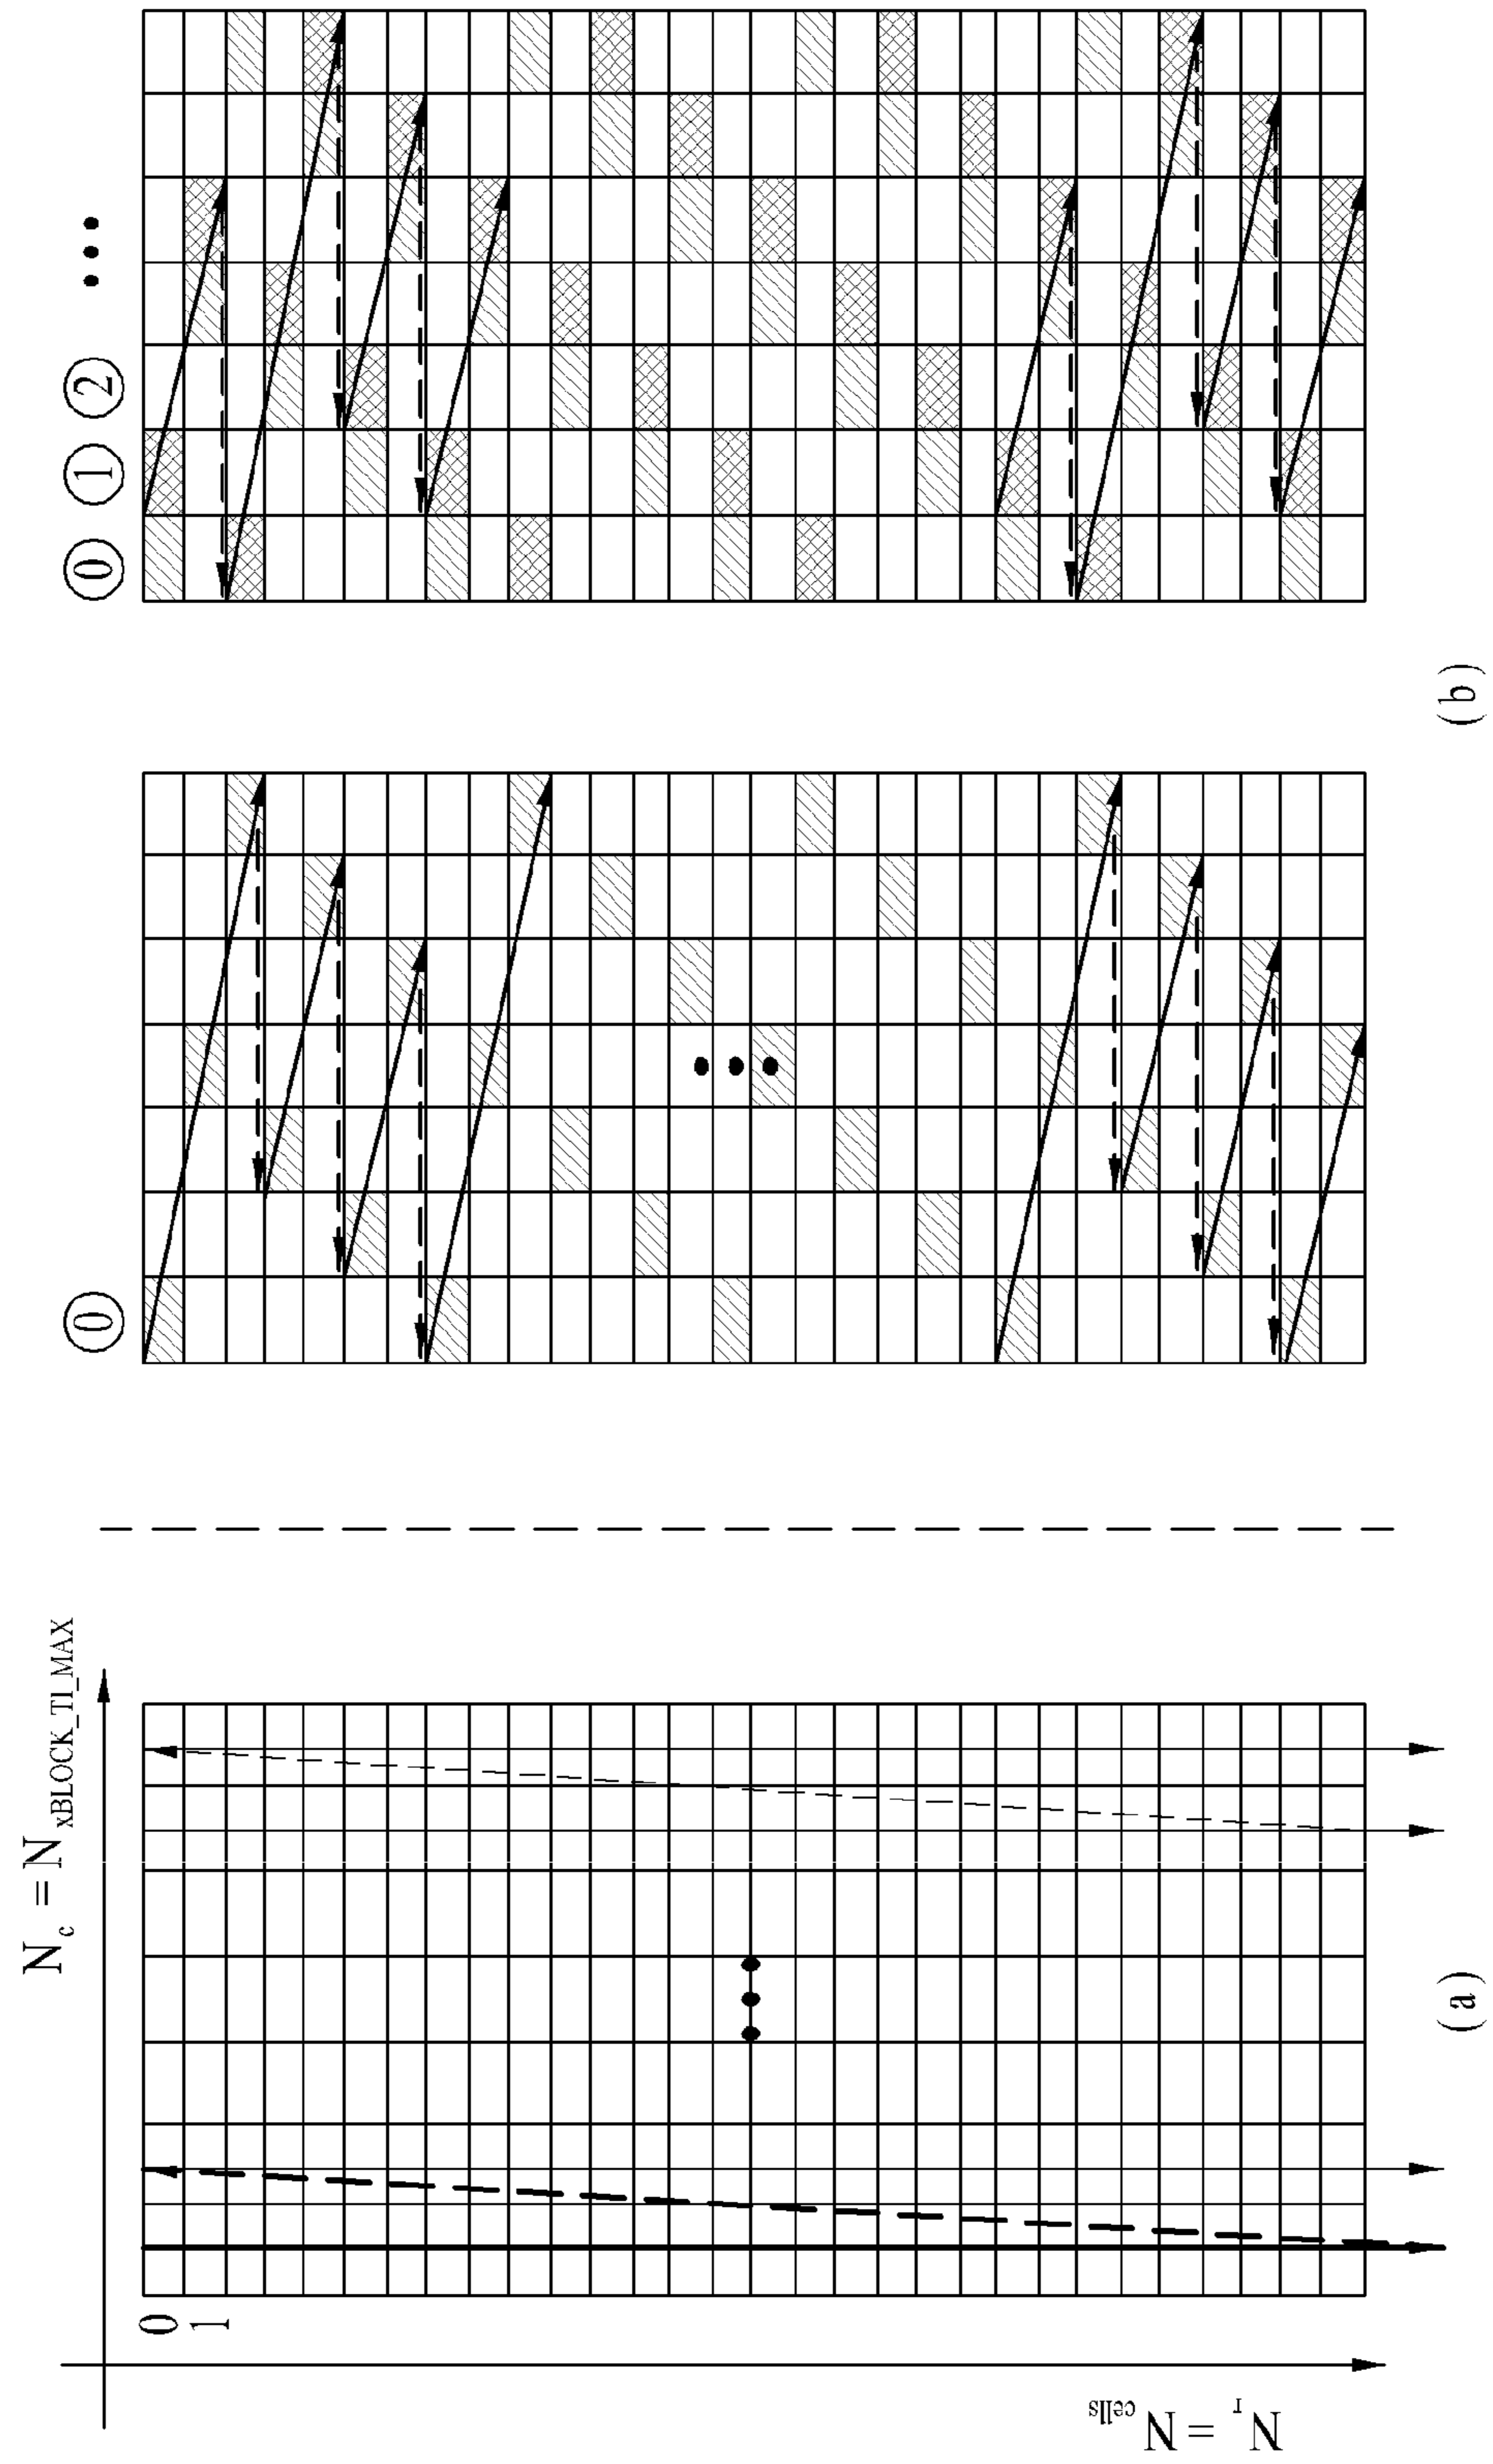 N_c = N_xBLOCK_TI_MAX
0
1
N_r = N_cells
(a)
0
0 1 2 •••
(b)